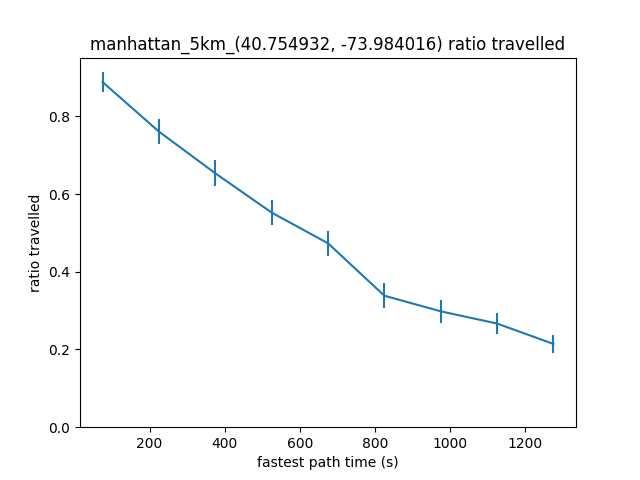 manhattan_5km_(40.754932, -73.984016) ratio travelled
0.8
0.6
0.4
0.2
0.0
ratio travelled
200 400 600 800 1000 1200
fastest path time (s)